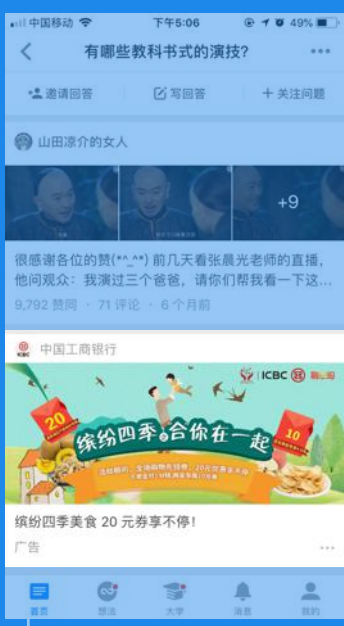 中国移动 下午5:06 49%
有哪些教科书式的演技?
邀请回答 写回答 + 关注问题
山田凉介的女人
+9
很感谢各位的赞(*^_^*) 前几天看张晨光老师的直播，
他问观众：我演过三个爸爸，请你们帮我看一下这...
9,792 赞同 · 71 评论 · 6 个月前
中国工商银行
ICBC
20
10
缤纷四季 合你在一起
缤纷四季美食 20 元券享不停！
广告
首页 想法 大学 消息 我的